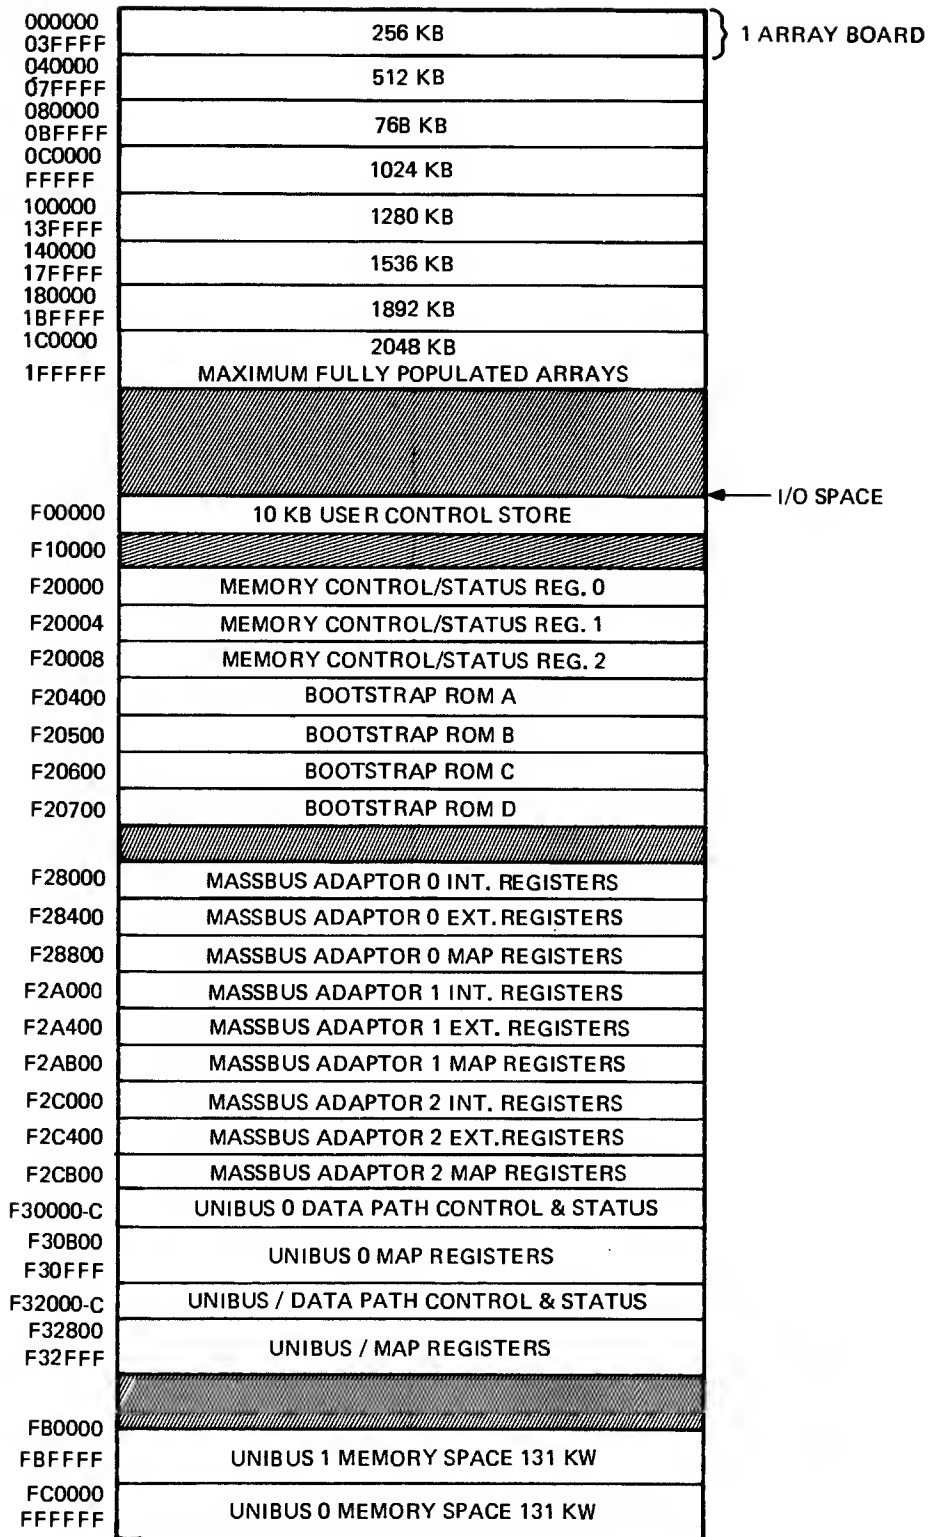 000000
03FFFF
256 KB
1 ARRAY BOARD
040000
07FFFF
512 KB
080000
0BFFFF
76B KB
0C0000
FFFFF
1024 KB
100000
13FFFF
1280 KB
140000
17FFFF
1536 KB
180000
1BFFFF
1892 KB
1C0000
1FFFFF
2048 KB
MAXIMUM FULLY POPULATED ARRAYS
I/O SPACE
F00000 10 KB USER CONTROL STORE
F10000
F20000 MEMORY CONTROL/STATUS REG. 0
F20004 MEMORY CONTROL/STATUS REG. 1
F20008 MEMORY CONTROL/STATUS REG. 2
F20400 BOOTSTRAP ROM A
F20500 BOOTSTRAP ROM B
F20600 BOOTSTRAP ROM C
F20700 BOOTSTRAP ROM D
F28000 MASSBUS ADAPTOR 0 INT. REGISTERS
F28400 MASSBUS ADAPTOR 0 EXT. REGISTERS
F28800 MASSBUS ADAPTOR 0 MAP REGISTERS
F2A000 MASSBUS ADAPTOR 1 INT. REGISTERS
F2A400 MASSBUS ADAPTOR 1 EXT. REGISTERS
F2AB00 MASSBUS ADAPTOR 1 MAP REGISTERS
F2C000 MASSBUS ADAPTOR 2 INT. REGISTERS
F2C400 MASSBUS ADAPTOR 2 EXT.REGISTERS
F2CB00 MASSBUS ADAPTOR 2 MAP REGISTERS
F30000-C UNIBUS 0 DATA PATH CONTROL & STATUS
F30B00
F30FFF
UNIBUS 0 MAP REGISTERS
F32000-C UNIBUS / DATA PATH CONTROL & STATUS
F32800
F32FFF
UNIBUS / MAP REGISTERS
FB0000
FBFFFF
UNIBUS 1 MEMORY SPACE 131 KW
FC0000
FFFFFF
UNIBUS 0 MEMORY SPACE 131 KW